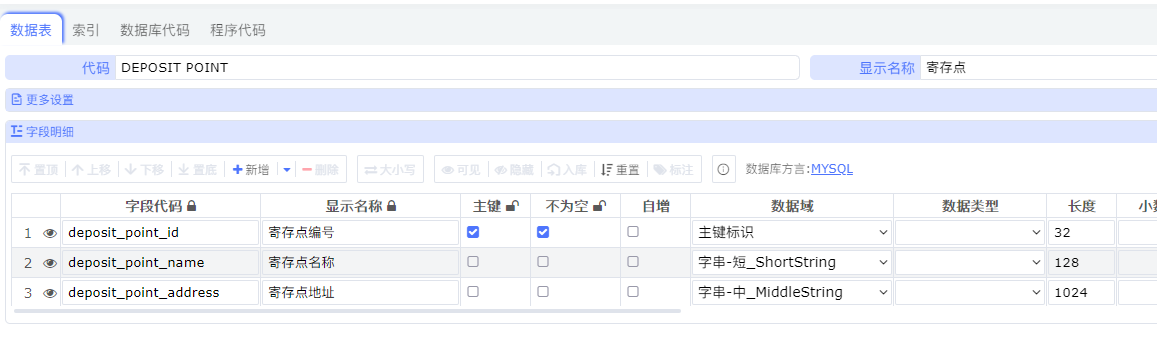 数据表 索引 数据库代码 程序代码
代码 DEPOSIT POINT 显示名称 寄存点
更多设置
字段明细
置顶 上移 下移 置底 新增 删除 大小写 可见 隐藏 入库 重置 标注 数据库方言:MYSQL
字段代码 显示名称 主键 不为空 自增 数据域 数据类型 长度 小数
1 deposit_point_id 寄存点编号 主键标识 32
2 deposit_point_name 寄存点名称 字串-短_ShortString 128
3 deposit_point_address 寄存点地址 字串-中_MiddleString 1024